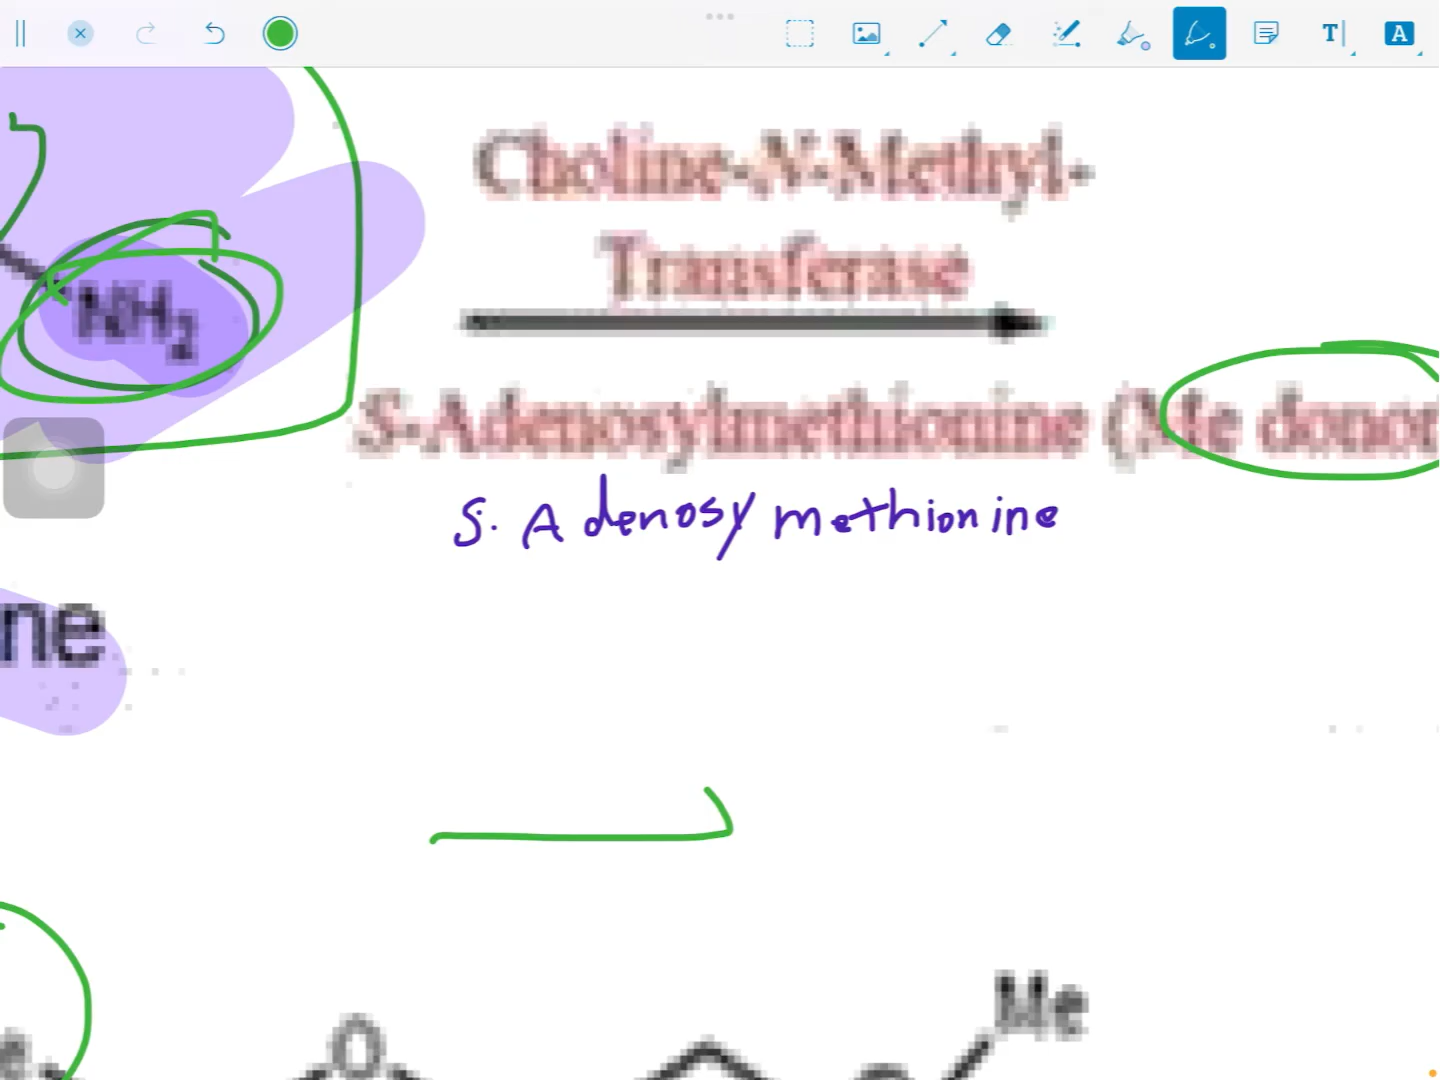 Choline-N-Methyl-
Transferase
NH2
S-Adenosylmethionine (Me donor
S. Adenosy methionine
ne
Me
O